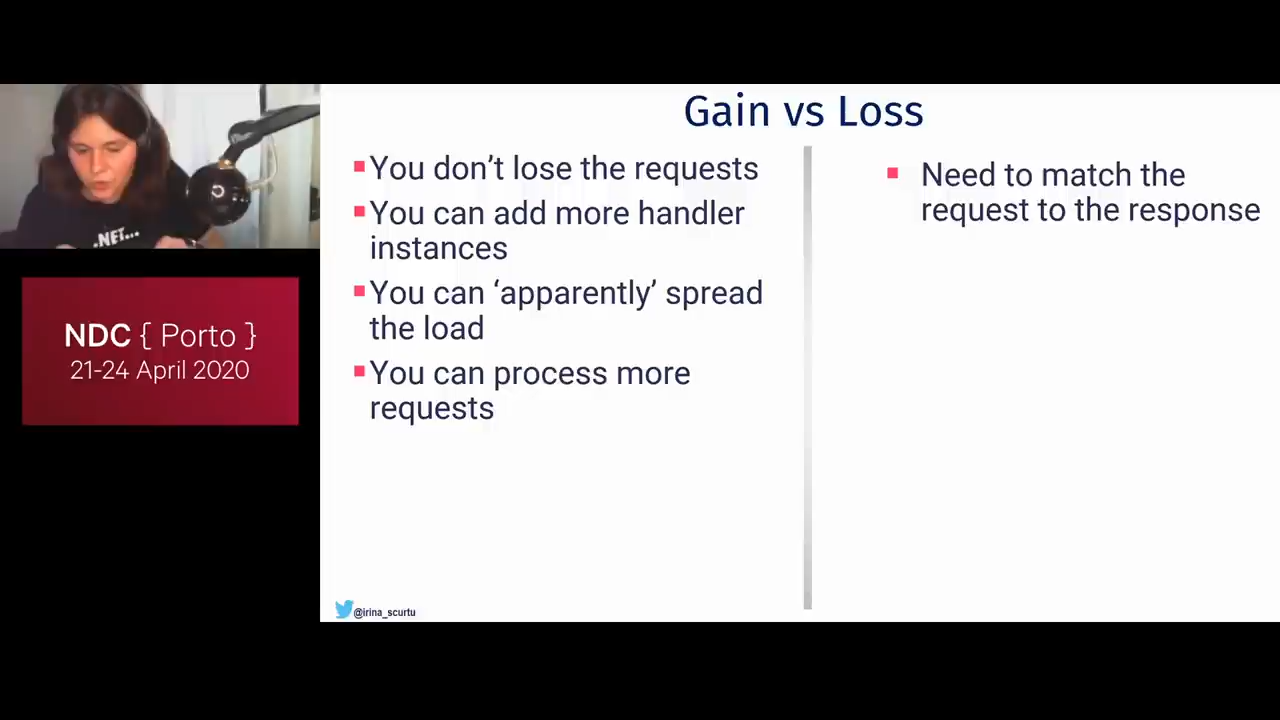 .NET...
NDC { Porto }
21-24 April 2020
Gain vs Loss
▪You don’t lose the requests
▪You can add more handler
instances
▪You can ‘apparently’ spread
the load
▪You can process more
requests
▪ Need to match the
request to the response
@irina_scurtu